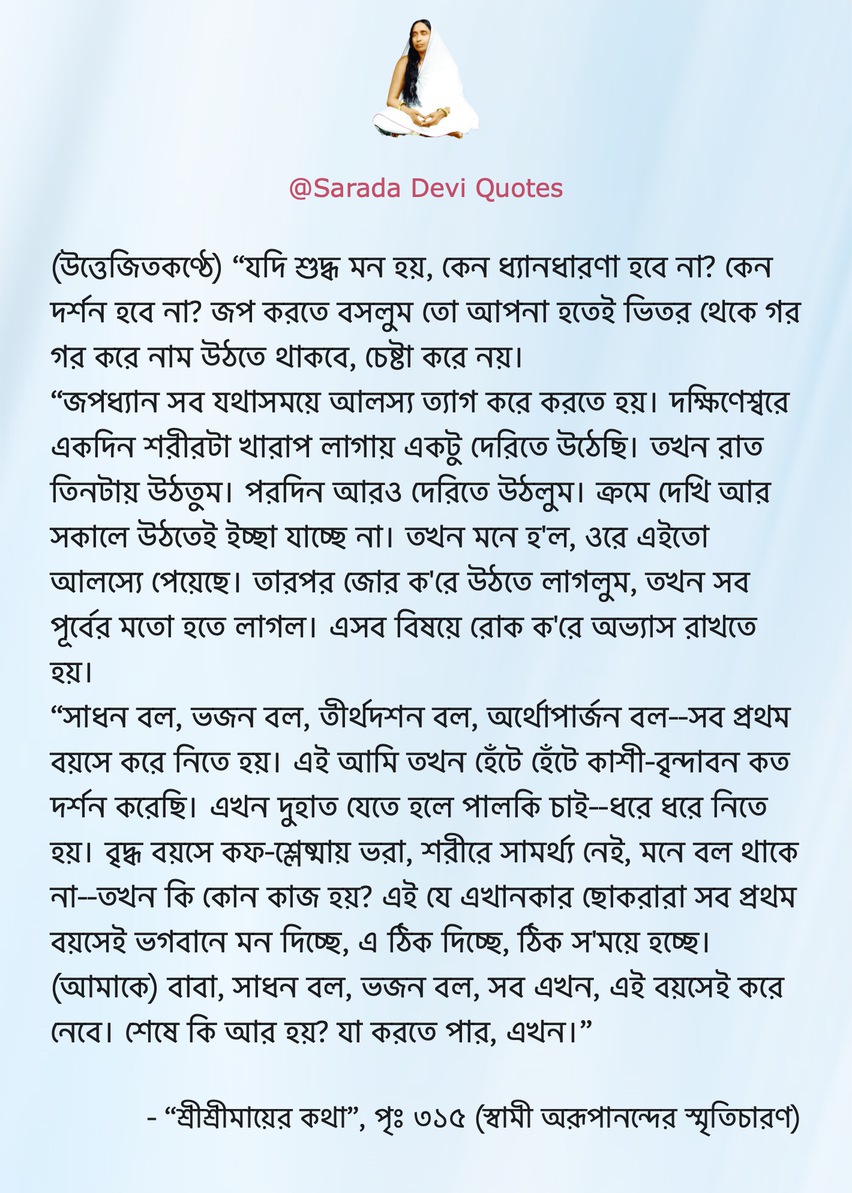 @Sarada Devi Quotes
(উত্তেজিতকণ্ঠে) “যদি শুদ্ধ মন হয়, কেন ধ্যানধারণা হবে না? কেন
দর্শন হবে না? জপ করতে বসলুম তো আপনা হতেই ভিতর থেকে গর
গর করে নাম উঠতে থাকবে, চেষ্টা করে নয়।
“জপধ্যান সব যথাসময়ে আলস্য ত্যাগ করে করতে হয়। দক্ষিণেশ্বরে
একদিন শরীরটা খারাপ লাগায় একটু দেরিতে উঠেছি। তখন রাত
তিনটায় উঠতুম। পরদিন আরও দেরিতে উঠলুম। ক্রমে দেখি আর
সকালে উঠতেই ইচ্ছা যাচ্ছে না। তখন মনে হ'ল, ওরে এইতো
আলস্যে পেয়েছে। তারপর জোর ক'রে উঠতে লাগলুম, তখন সব
পূর্বের মতো হতে লাগল। এসব বিষয়ে রোক ক'রে অভ্যাস রাখতে
হয়।
“সাধন বল, ভজন বল, তীর্থদশন বল, অর্থোপার্জন বল--সব প্রথম
বয়সে করে নিতে হয়। এই আমি তখন হেঁটে হেঁটে কাশী-বৃন্দাবন কত
দর্শন করেছি। এখন দুহাত যেতে হলে পালকি চাই--ধরে ধরে নিতে
হয়। বৃদ্ধ বয়সে কফ-শ্লেষ্মায় ভরা, শরীরে সামর্থ্য নেই, মনে বল থাকে
না--তখন কি কোন কাজ হয়? এই যে এখানকার ছোকরারা সব প্রথম
বয়সেই ভগবানে মন দিচ্ছে, এ ঠিক দিচ্ছে, ঠিক স'ময়ে হচ্ছে।
(আমাকে) বাবা, সাধন বল, ভজন বল, সব এখন, এই বয়সেই করে
নেবে। শেষে কি আর হয়? যা করতে পার, এখন।”
- “শ্রীশ্রীমায়ের কথা”, পৃঃ ৩১৫ (স্বামী অরূপানন্দের স্মৃতিচারণ)